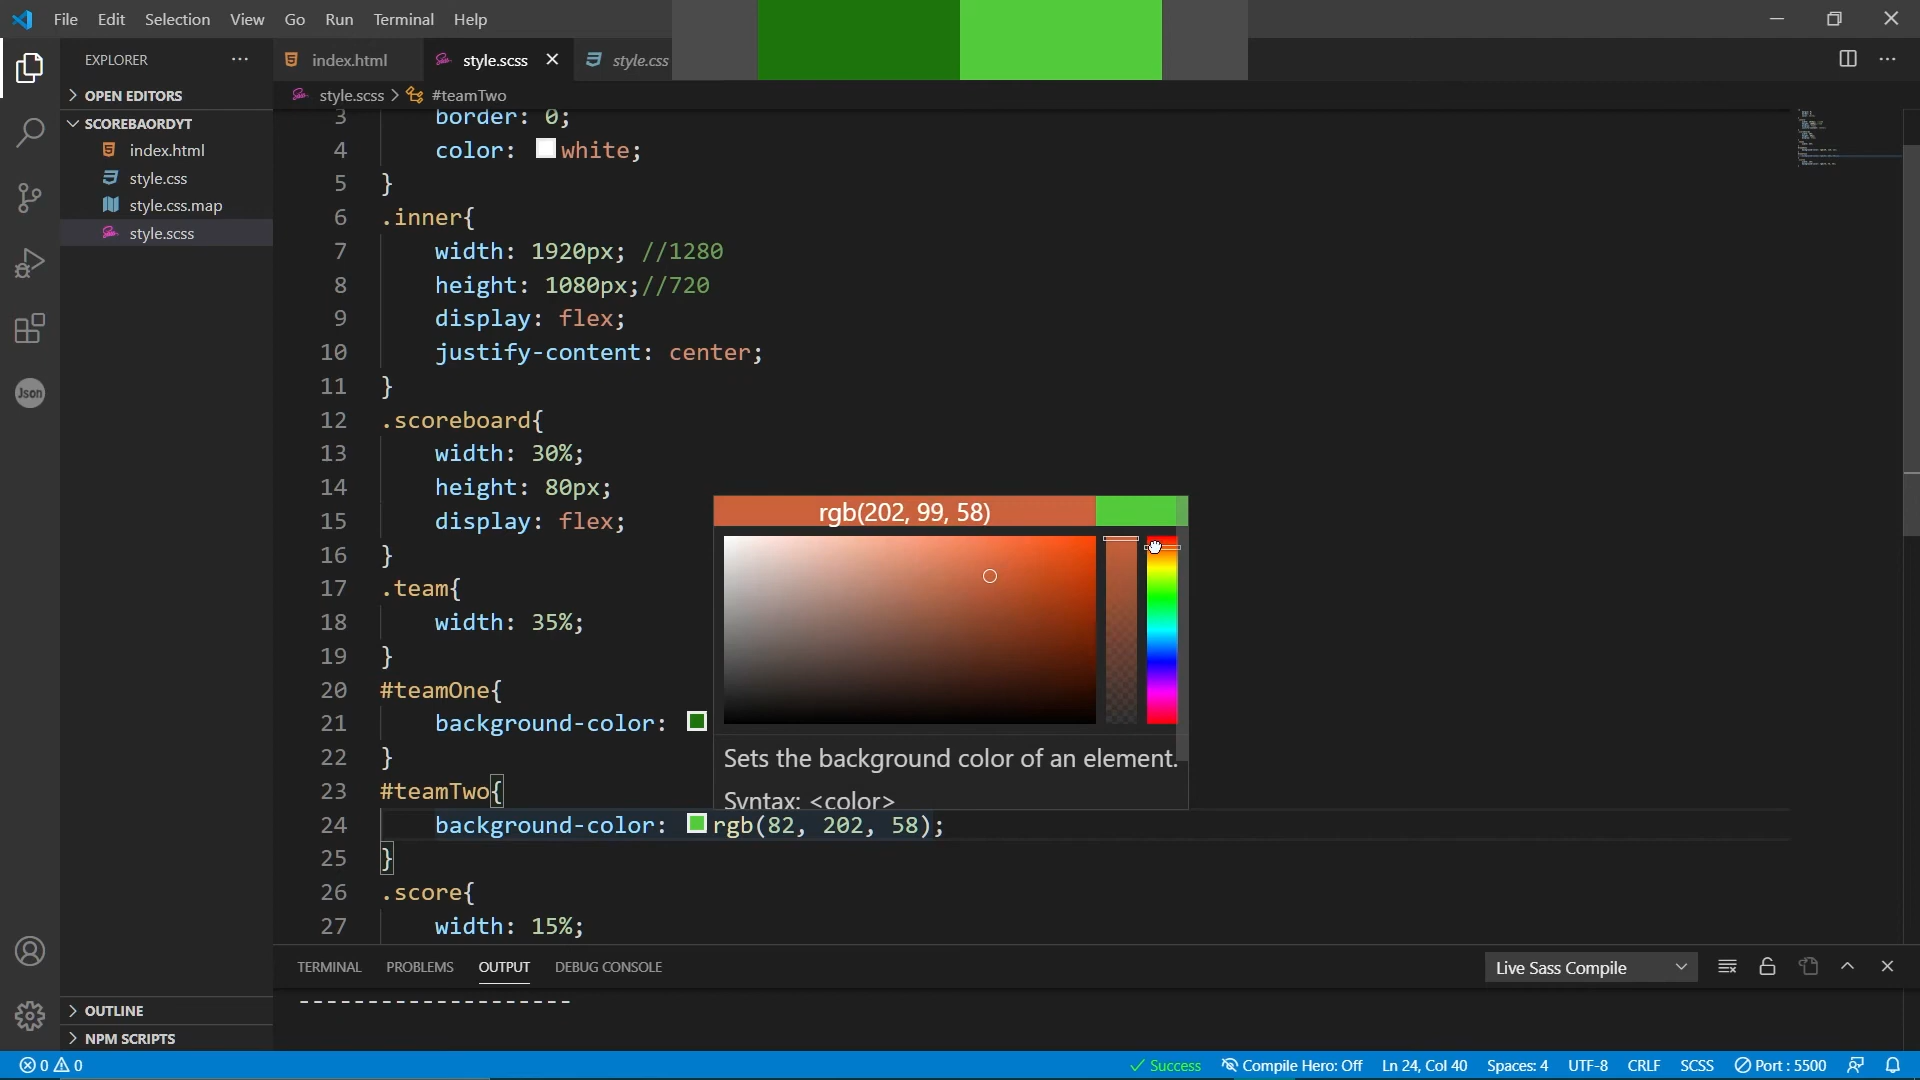 File Edit Selection View Go Run Terminal Help
EXPLORER
index.html
style.scss
style.css
OPEN EDITORS
style.scss > #teamTwo
SCOREBAORDYT
index.html
style.css
style.css.map
style.scss
Json
3 border: 0;
4 color: white;
5 }
6 .inner{
7 width: 1920px; //1280
8 height: 1080px;//720
9 display: flex;
10 justify-content: center;
11 }
12 .scoreboard{
13 width: 30%;
14 height: 80px;
15 display: flex;
16 }
17 .team{
18 width: 35%;
19 }
20 #teamOne{
21 background-color:
22 }
23 #teamTwo{
24 background-color: rgb(82, 202, 58);
25 }
26 .score{
27 width: 15%;
rgb(202, 99, 58)
Sets the background color of an element.
Syntax: <color>
TERMINAL PROBLEMS OUTPUT DEBUG CONSOLE
Live Sass Compile
--------------------
OUTLINE
NPM SCRIPTS
0 0
Success Compile Hero: Off Ln 24, Col 40 Spaces: 4 UTF-8 CRLF SCSS Port : 5500